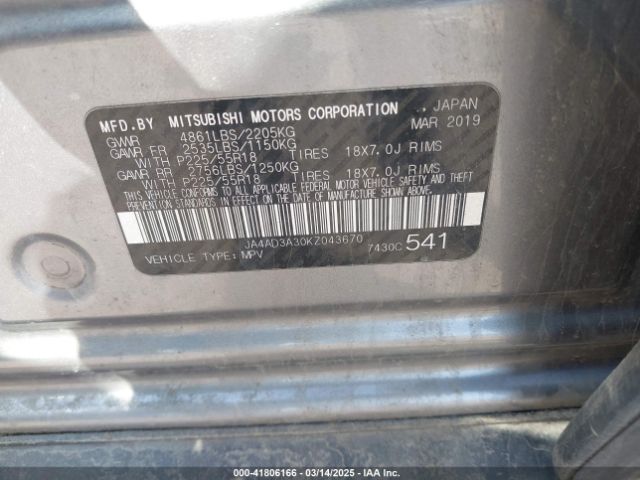 MFD.BY MITSUBISHI MOTORS CORPORATION ., JAPAN
GWWR 4861LBS/2205KG MAR 2019
GAWR FR 2535LBS/1150KG
WITH P225/55R18 TIRES 18X7.0J RIMS
GAWR RR 2756LBS/1250KG
WITH P225/55R18 TIRES 18X7.0J RIMS
THIS VEHICLE CONFORMS TO ALL APPLICABLE FEDERAL MOTOR VEHICLE SAFETY AND THEFT
PREVENTION STANDARDS IN EFFECT ON THE DATE OF MANUFACTURE SHOWN ABOVE.
JA4AD3A30KZ043670
VEHICLE TYPE:MPV 7430C 541
000-41806166 - 03/14/2025 - IAA Inc. (IAA)